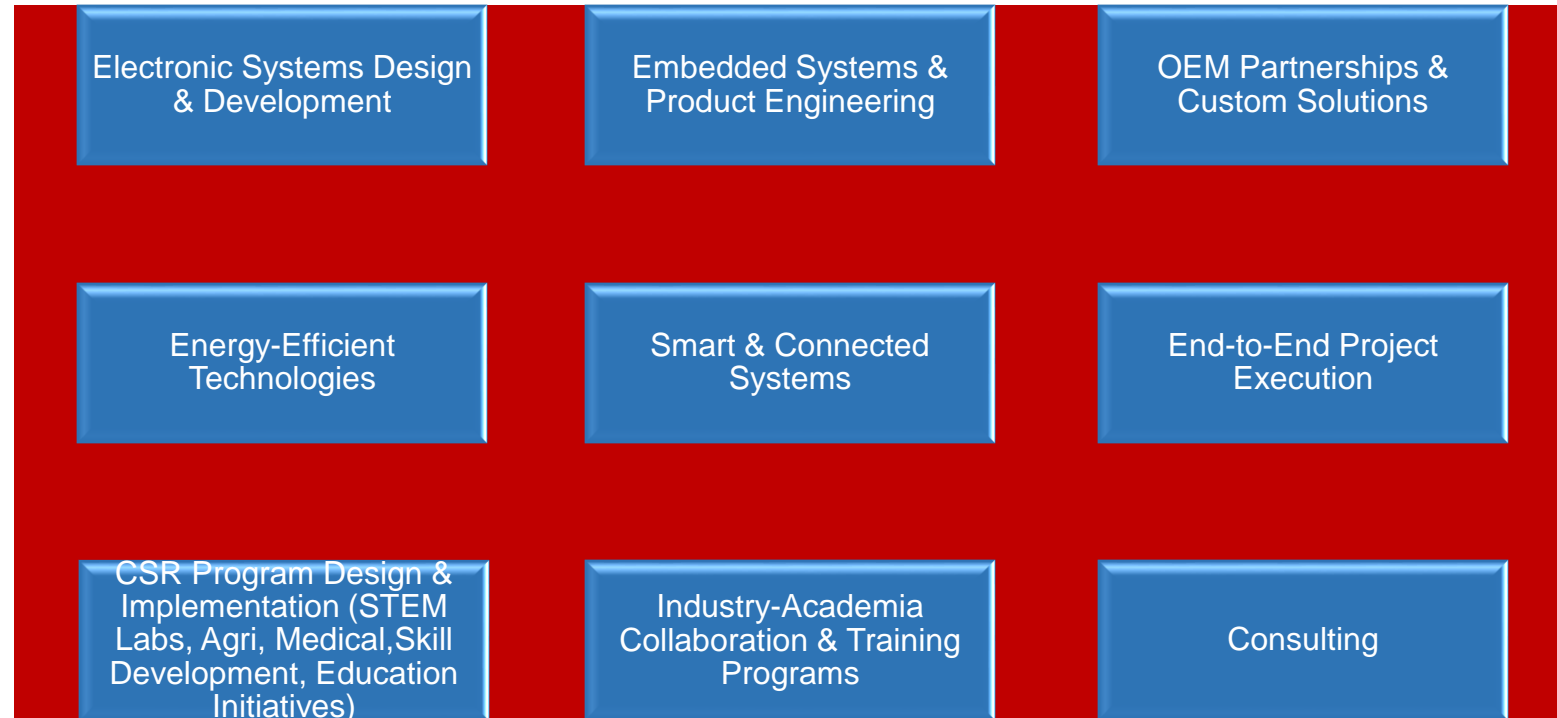 Electronic Systems Design
& Development
Embedded Systems &
Product Engineering
OEM Partnerships &
Custom Solutions
Energy-Efficient
Technologies
Smart & Connected
Systems
End-to-End Project
Execution
CSR Program Design &
Implementation (STEM
Labs, Agri, Medical,Skill
Development, Education
Initiatives)
Industry-Academia
Collaboration & Training
Programs
Consulting